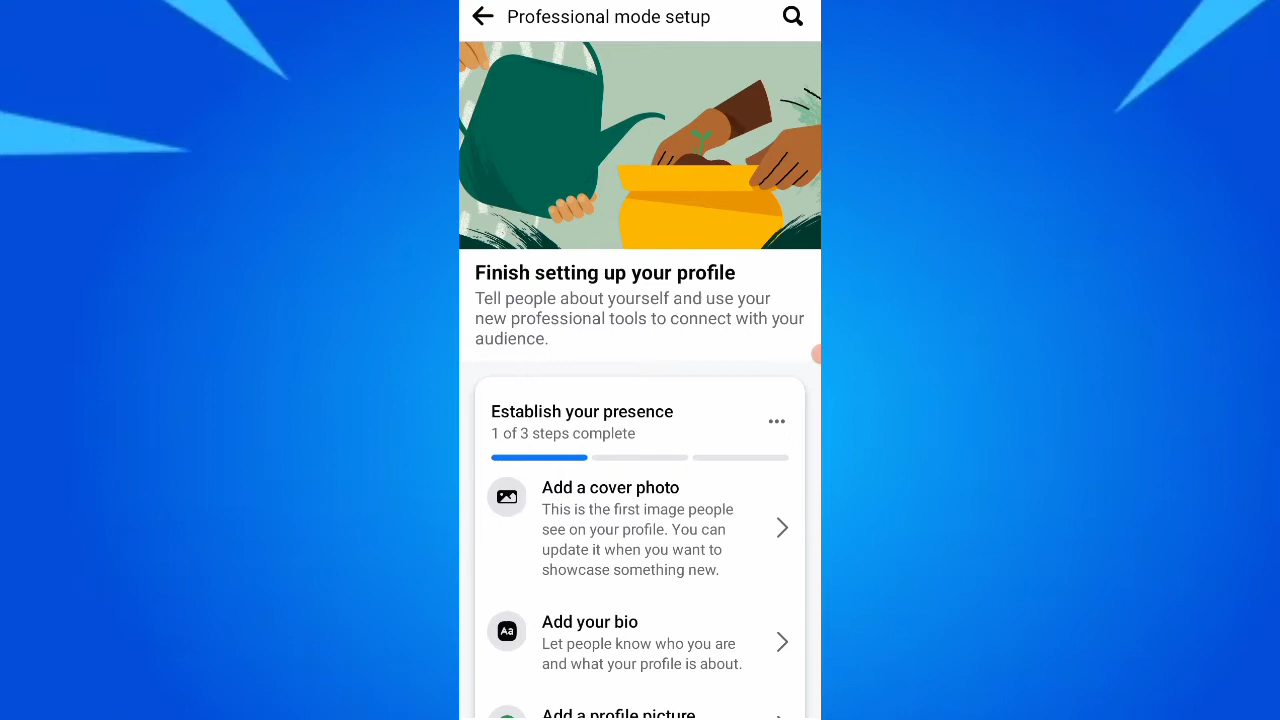 Professional mode setup
Finish setting up your profile
Tell people about yourself and use your
new professional tools to connect with your
audience.
Establish your presence
1 of 3 steps complete
Add a cover photo
This is the first image people
see on your profile. You can
update it when you want to
showcase something new.
Aa
Add your bio
Let people know who you are
and what your profile is about.
Add a profile picture